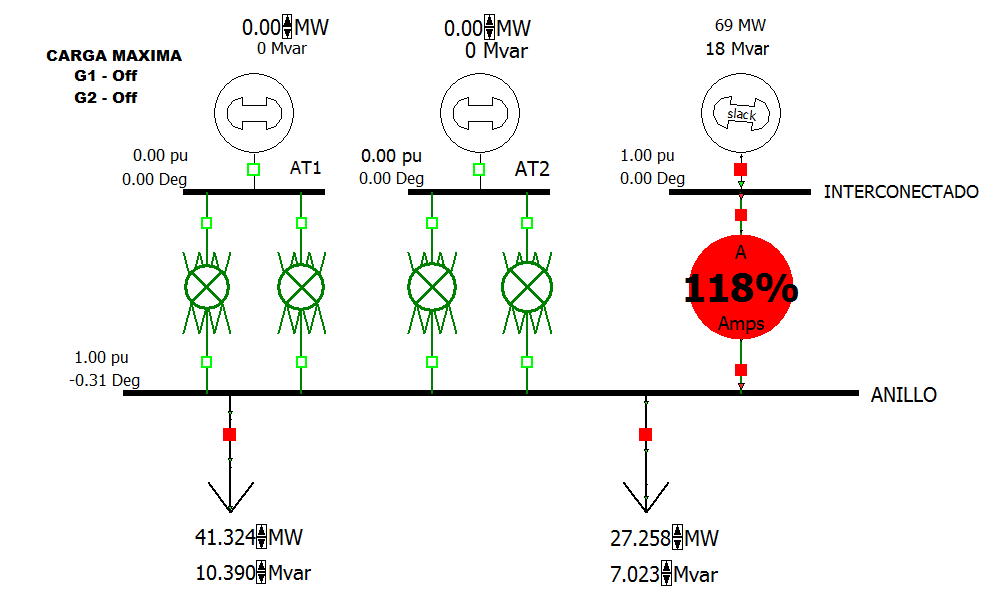 0.00 MW
0 Mvar
0.00 MW
0 Mvar
69 MW
18 Mvar
CARGA MAXIMA
G1 - Off
G2 - Off
slack
0.00 pu
0.00 Deg
AT1
0.00 pu
0.00 Deg
AT2
1.00 pu
0.00 Deg
INTERCONECTADO
A
118%
Amps
1.00 pu
-0.31 Deg
ANILLO
41.324 MW
10.390 Mvar
27.258 MW
7.023 Mvar